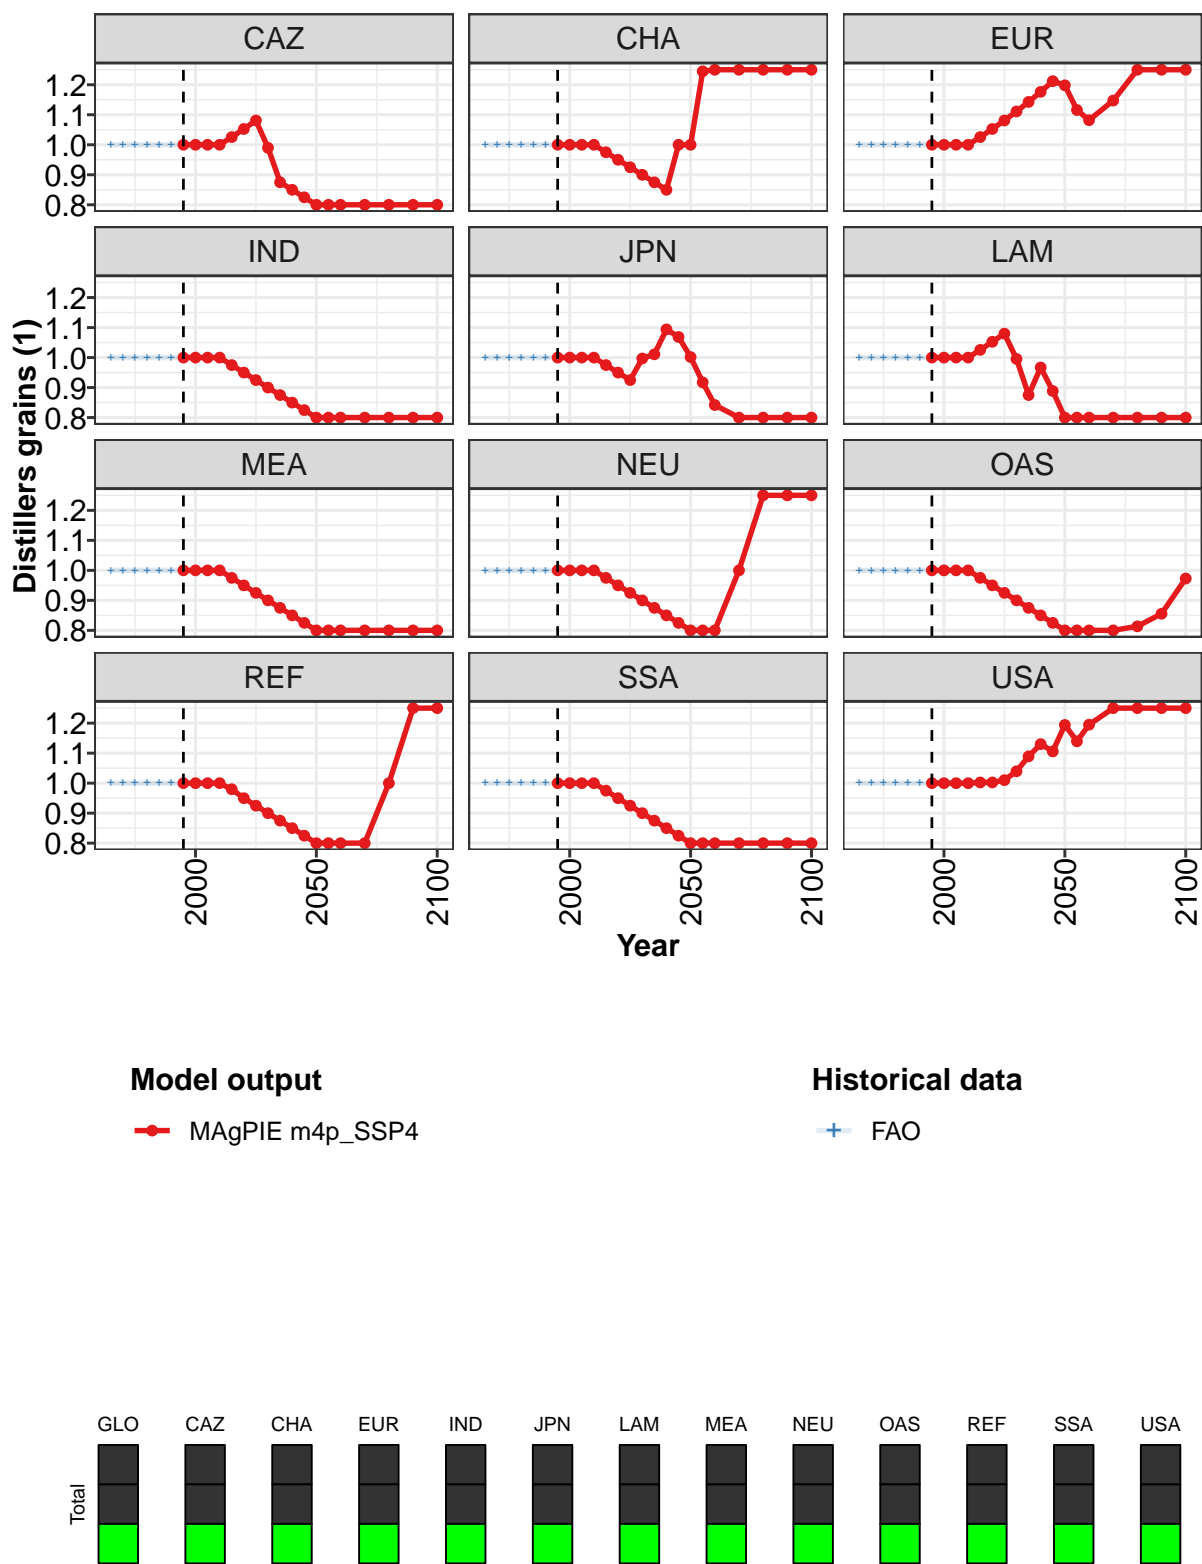 CAZ CHA EUR
1.2
1.1
1.0
0.9
0.8
IND JPN LAM
1.2
1.1
1.0
0.9
0.8
Distillers grains (1)
MEA NEU OAS
1.2
1.1
1.0
0.9
0.8
REF SSA USA
1.2
1.1
1.0
0.9
0.8
2000 2050 2100 2000 2050 2100 2000 2050 2100
Year
Model output Historical data
MAgPIE m4p_SSP4 FAO
GLO CAZ CHA EUR IND JPN LAM MEA NEU OAS REF SSA USA
Total